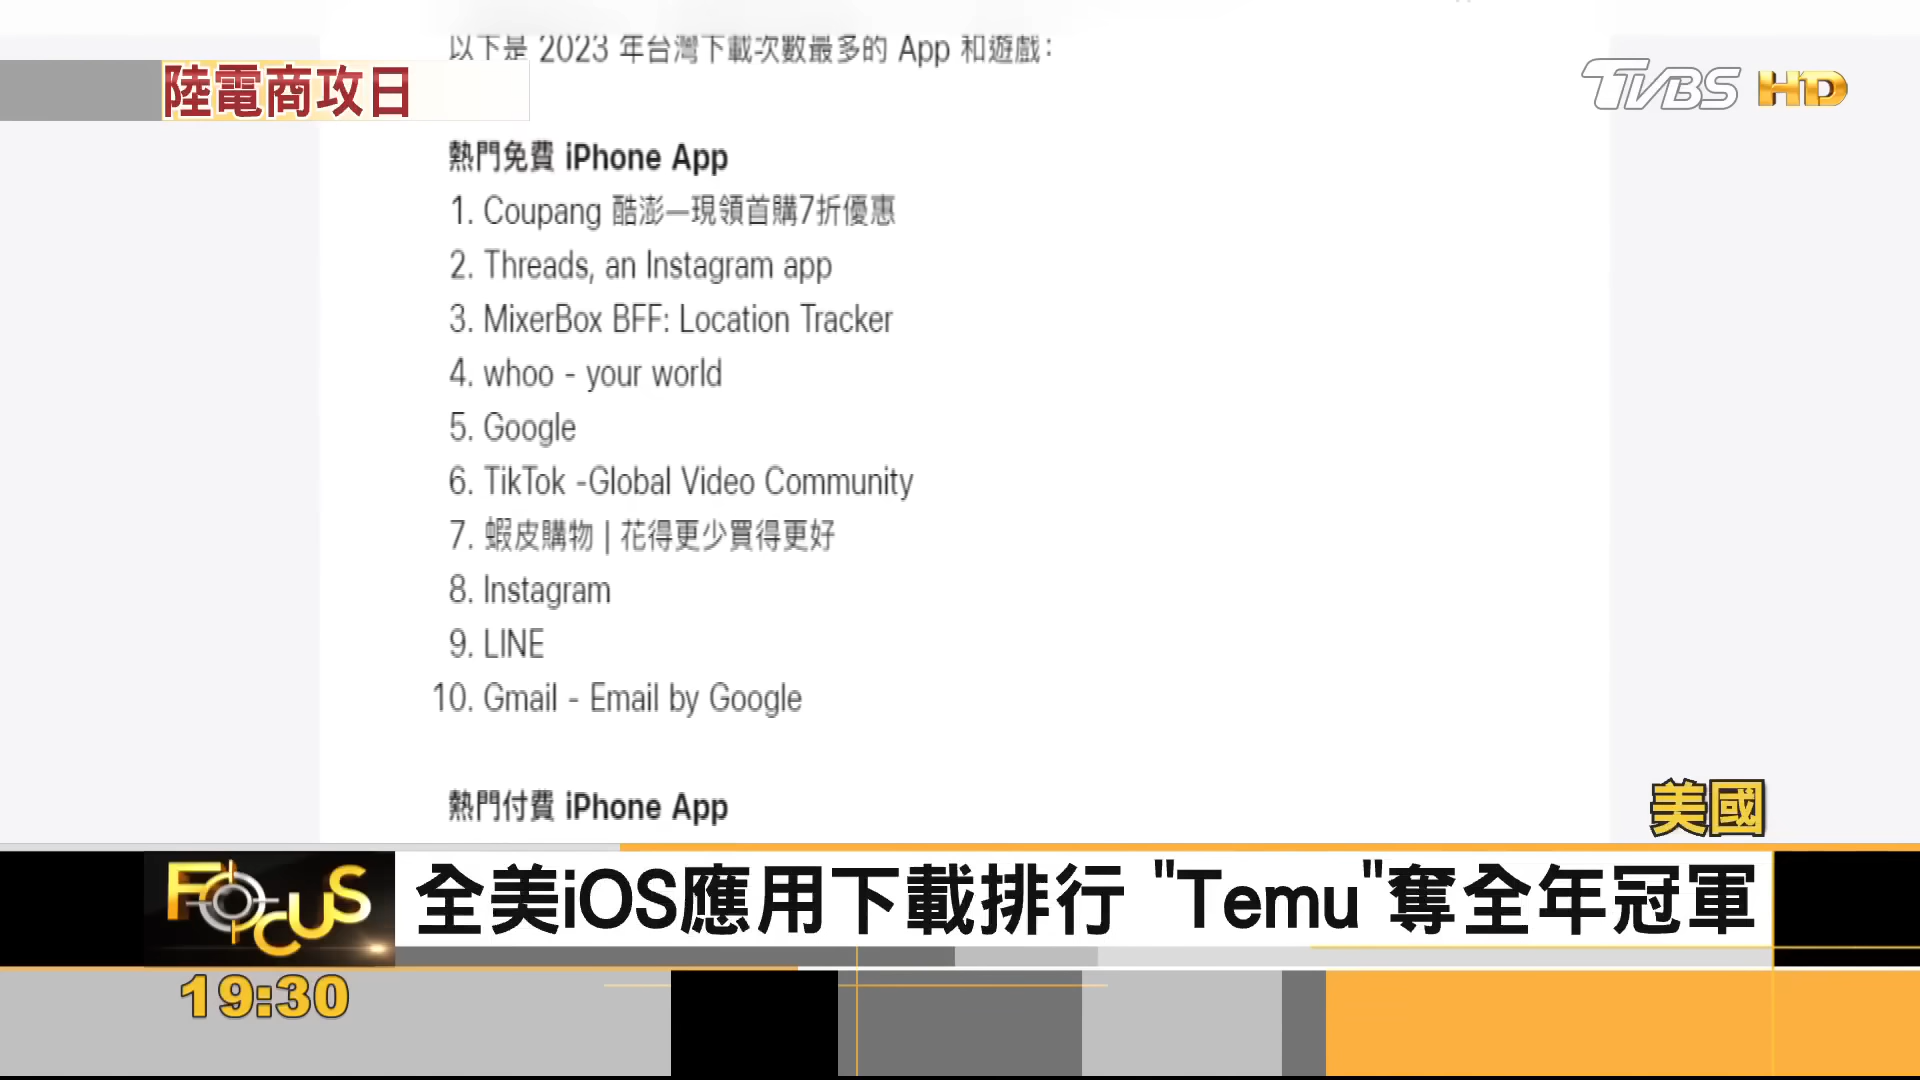 以下是 2023 年台灣下載次數最多的 App 和遊戲：
陸電商攻日
TVBS HD
熱門免費 iPhone App
1. Coupang 酷澎—現領首購7折優惠
2. Threads, an Instagram app
3. MixerBox BFF: Location Tracker
4. whoo - your world
5. Google
6. TikTok -Global Video Community
7. 蝦皮購物 | 花得更少買得更好
8. Instagram
9. LINE
10. Gmail - Email by Google
熱門付費 iPhone App
美國
FOCUS
全美iOS應用下載排行 "Temu"奪全年冠軍
19:30